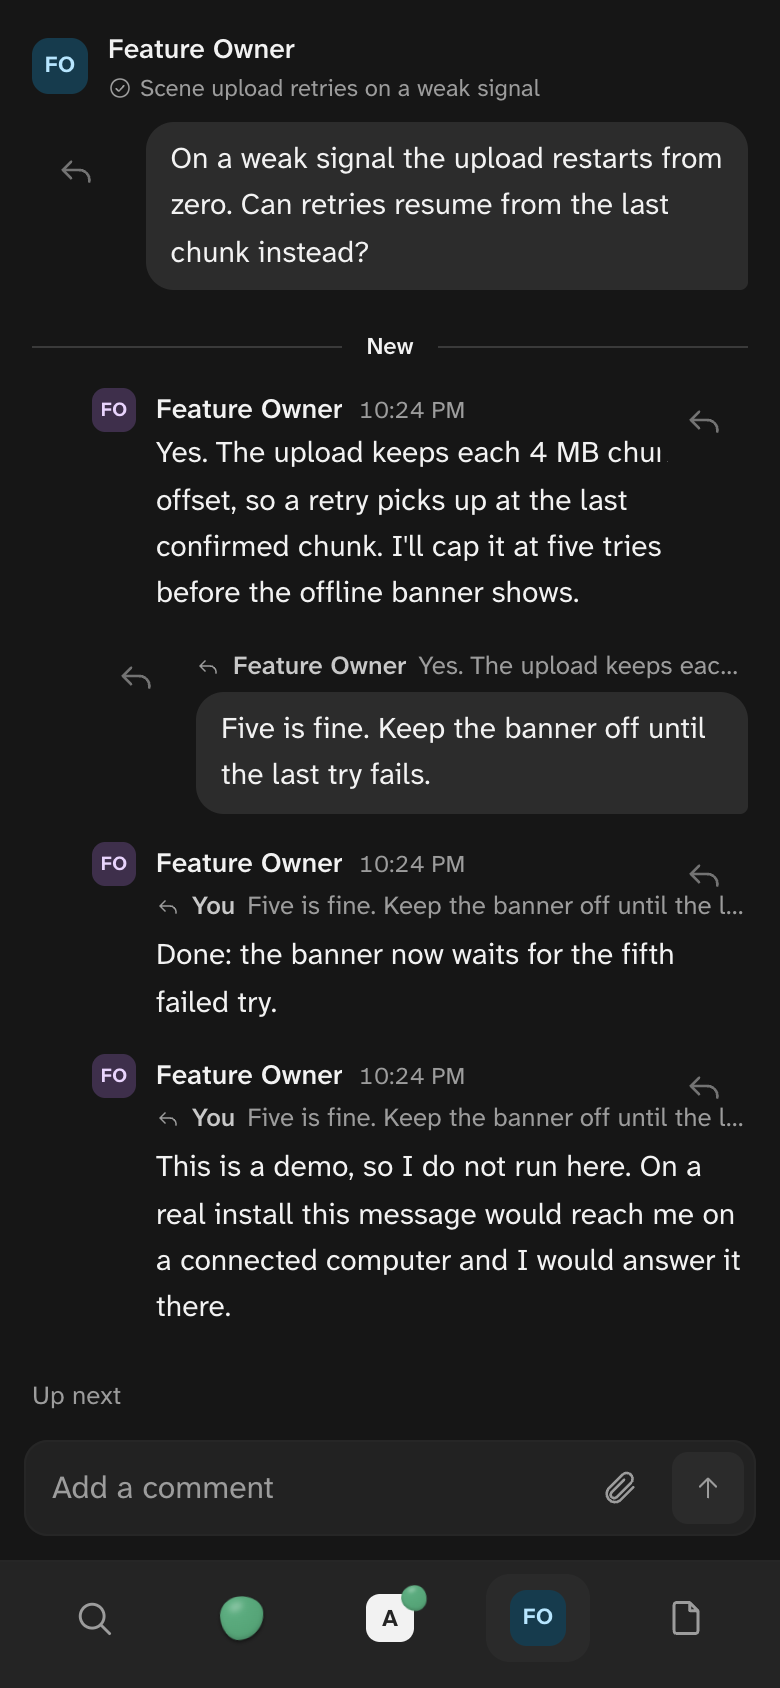 FO
Feature Owner
Scene upload retries on a weak signal
On a weak signal the upload restarts from
zero. Can retries resume from the last
chunk instead?
New
FO Feature Owner 10:24 PM
Yes. The upload keeps each 4 MB
offset, so a retry picks up at the last
confirmed chunk. I'll cap it at five tries
before the offline banner shows.
Feature Owner Yes. The upload keeps eac...
Five is fine. Keep the banner off until
the last try fails.
FO Feature Owner 10:24 PM
You Five is fine. Keep the banner off until the l...
Done: the banner now waits for the fifth
failed try.
FO Feature Owner 10:24 PM
You Five is fine. Keep the banner off until the l...
This is a demo, so I do not run here. On a
real install this message would reach me on
a connected computer and I would answer it
there.
Up next
Add a comment
A FO